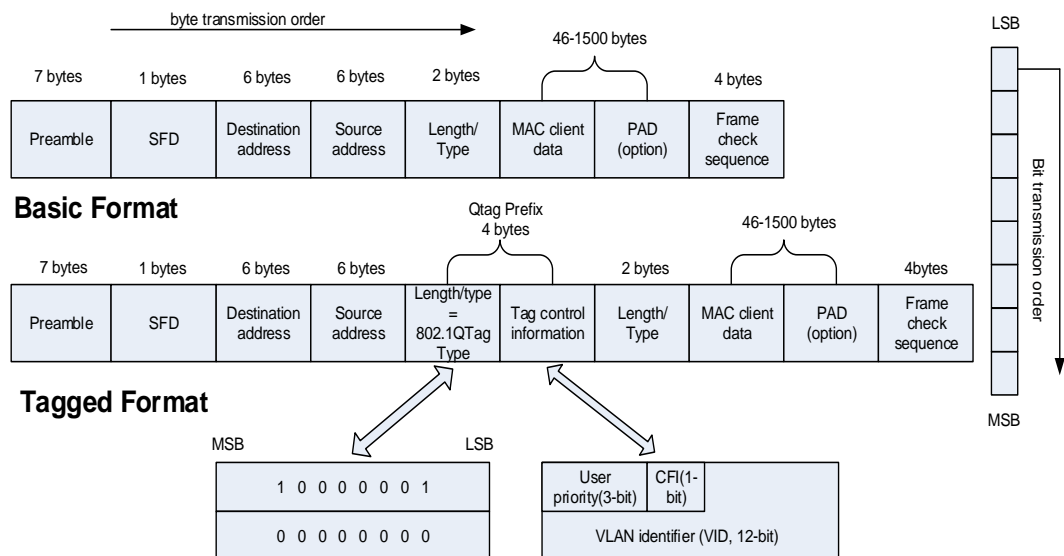 byte transmission order
46-1500 bytes
LSB
7 bytes 1 bytes 6 bytes 6 bytes 2 bytes 4 bytes
Preamble
SFD
Destination
address
Source
address
Length/
Type
MAC client
data
PAD
(option)
Frame
check
sequence
Bit transmission order
Basic Format
Qtag Prefix
4 bytes
46-1500 bytes
7 bytes 1 bytes 6 bytes 6 bytes 2 bytes 4bytes
Preamble
SFD
Destination
address
Source
address
Length/type
=
802.1QTag
Type
Tag control
information
Length/
Type
MAC client
data
PAD
(option)
Frame
check
sequence
Tagged Format
MSB
MSB LSB
1 0 0 0 0 0 0 1
0 0 0 0 0 0 0 0
User
priority(3-bit)
CFI(1-
bit)
VLAN identifier (VID, 12-bit)